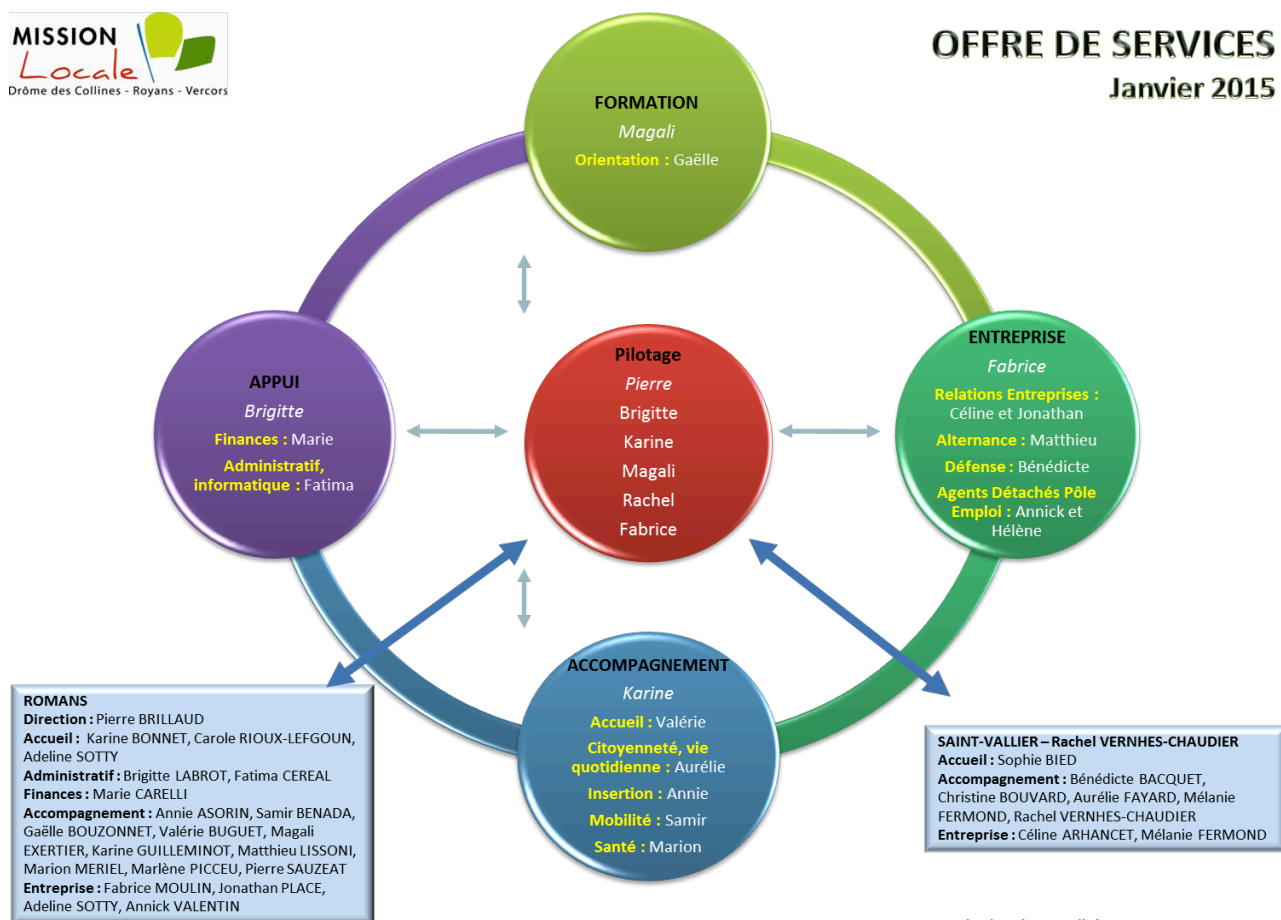 MISSION
Locale
Drôme des Collines - Royans - Vercors
OFFRE DE SERVICES
Janvier 2015
FORMATION
Magali
Orientation : Gaëlle
APPUI
Brigitte
Finances : Marie
Administratif,
informatique : Fatima
Pilotage
Pierre
Brigitte
Karine
Magali
Rachel
Fabrice
ENTREPRISE
Fabrice
Relations Entreprises :
Céline et Jonathan
Alternance : Matthieu
Défense : Bénédicte
Agents Détachés Pôle
Emploi : Annick et
Hélène
ACCOMPAGNEMENT
Karine
Accueil : Valérie
Citoyenneté, vie
quotidienne : Aurélie
Insertion : Annie
Mobilité : Samir
Santé : Marion
ROMANS
Direction : Pierre BRILLAUD
Accueil : Karine BONNET, Carole RIOUX-LEFGOUN,
Adeline SOTTY
Administratif : Brigitte LABROT, Fatima CEREAL
Finances : Marie CARELLI
Accompagnement : Annie ASORIN, Samir BENADA,
Gaëlle BOUZONNET, Valérie BUGUET, Magali
EXERTIER, Karine GUILLEMINOT, Matthieu LISSONI,
Marion MERIEL, Marlène PICCEU, Pierre SAUZEAT
Entreprise : Fabrice MOULIN, Jonathan PLACE,
Adeline SOTTY, Annick VALENTIN
SAINT-VALLIER – Rachel VERNHES-CHAUDIER
Accueil : Sophie BIED
Accompagnement : Bénédicte BACQUET,
Christine BOUVARD, Aurélie FAYARD, Mélanie
FERMOND, Rachel VERNHES-CHAUDIER
Entreprise : Céline ARHANCET, Mélanie FERMOND